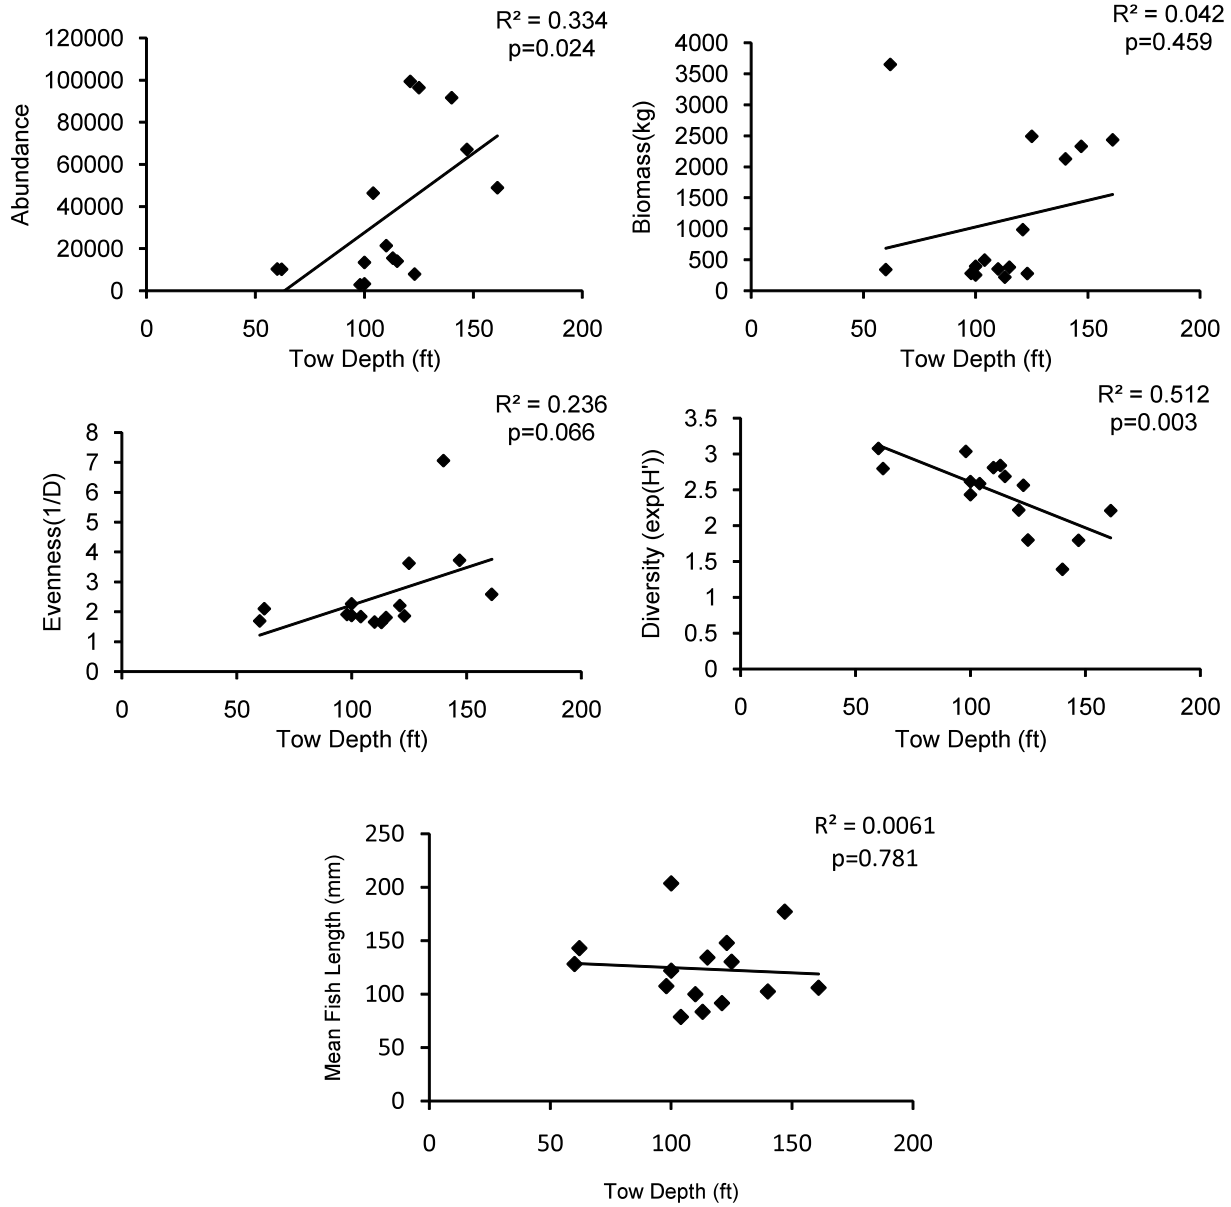 R² = 0.334
p=0.024
120000
100000
80000
60000
40000
20000
0
Abundance
0 50 100 150 200
Tow Depth (ft)
R² = 0.042
p=0.459
4000
3500
3000
2500
2000
1500
1000
500
0
Biomass(kg)
0 50 100 150 200
Tow Depth (ft)
R² = 0.236
p=0.066
8
7
6
5
4
3
2
1
0
Evenness(1/D)
0 50 100 150 200
Tow Depth (ft)
R² = 0.512
p=0.003
3.5
3
2.5
2
1.5
1
0.5
0
Diversity (exp(H'))
0 50 100 150 200
Tow Depth (ft)
R² = 0.0061
p=0.781
250
200
150
100
50
0
Mean Fish Length (mm)
0 50 100 150 200
Tow Depth (ft)